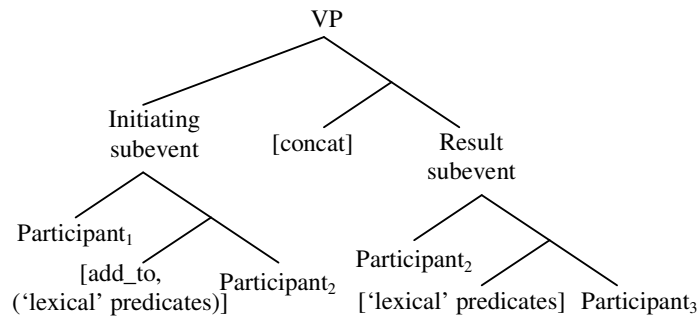 VP
Initiating
subevent
[concat]
Result
subevent
Participant₁
[add_to,
(‘lexical’ predicates)]
Participant₂
Participant₂
[‘lexical’ predicates]
Participant₃